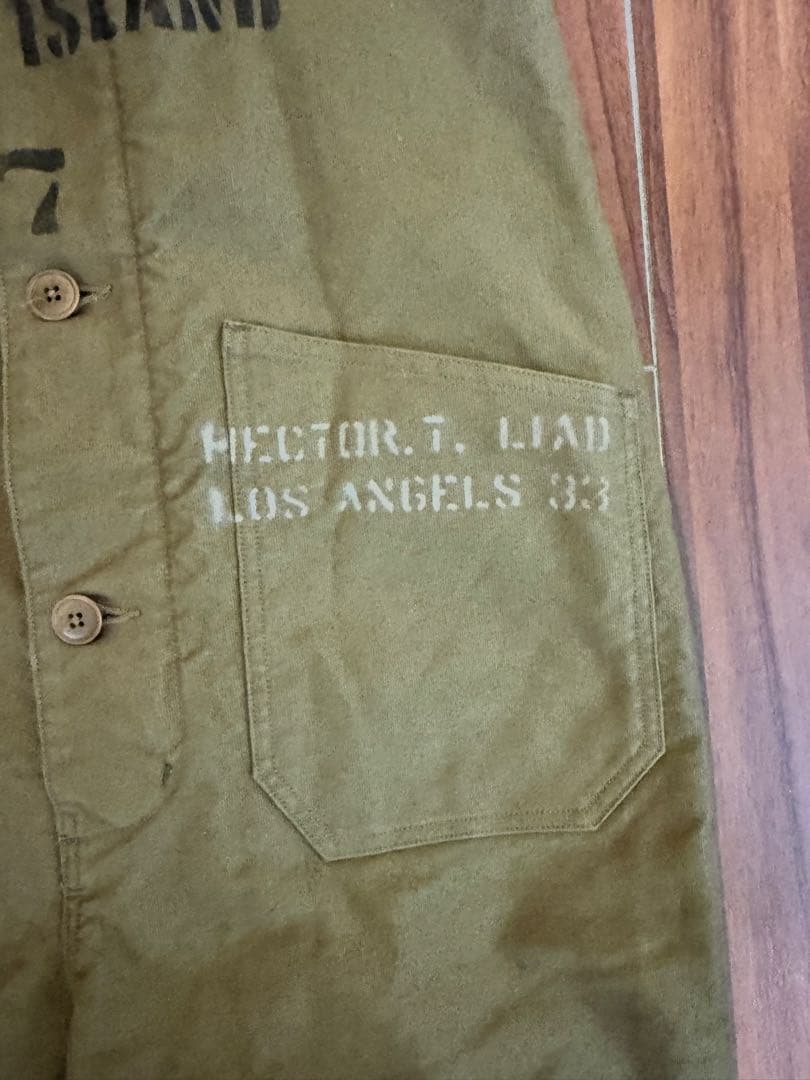 ISLAND
7
HECTOR.T. LIAD
LOS ANGELS 33